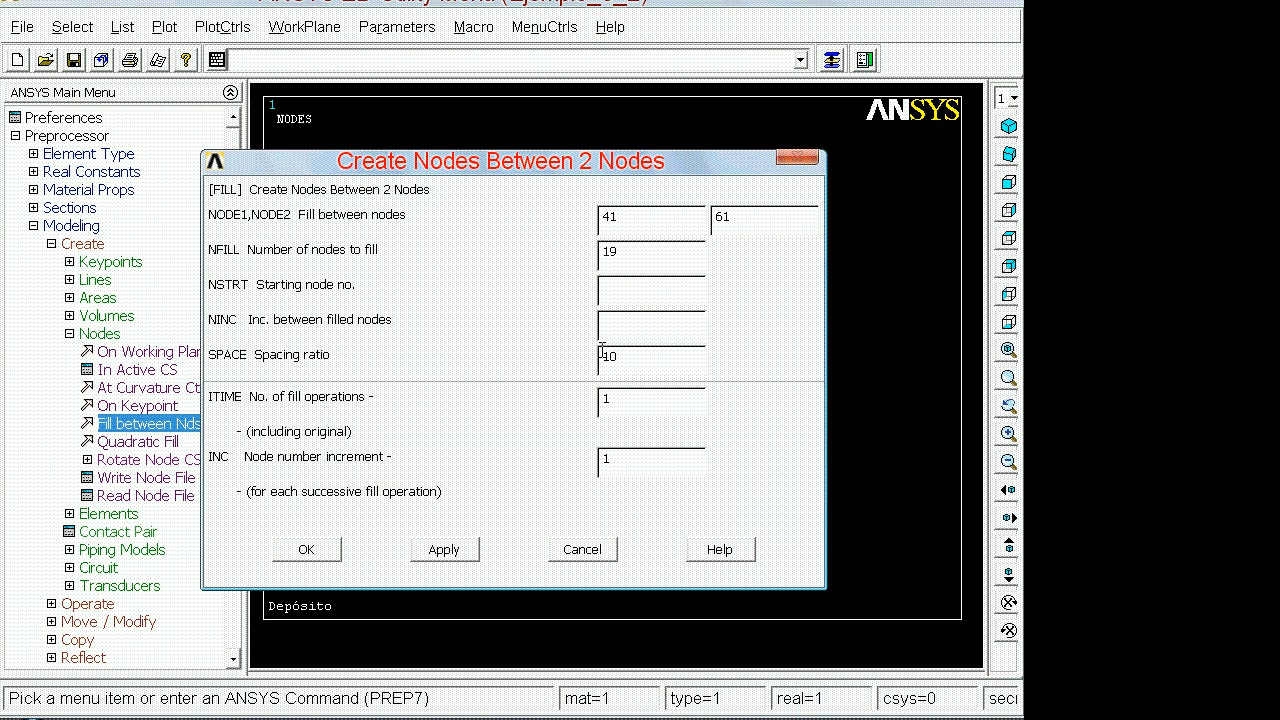 File Select List Plot PlotCtrls WorkPlane Parameters Macro MenuCtrls Help
ANSYS Main Menu
Preferences
Preprocessor
Element Type
Real Constants
Material Props
Sections
Modeling
Create
Keypoints
Lines
Areas
Volumes
Nodes
On Working Plan
In Active CS
At Curvature Ct
On Keypoint
Fill between Nds
Quadratic Fill
Rotate Node CS
Write Node File
Read Node File
Elements
Contact Pair
Piping Models
Circuit
Transducers
Operate
Move / Modify
Copy
Reflect
1
NODES
ANSYS
Create Nodes Between 2 Nodes
[FILL] Create Nodes Between 2 Nodes
NODE1,NODE2 Fill between nodes 41 61
NFILL Number of nodes to fill 19
NSTRT Starting node no.
NINC Inc. between filled nodes
SPACE Spacing ratio 10
ITIME No. of fill operations - 1
- (including original)
INC Node number increment - 1
- (for each successive fill operation)
OK Apply Cancel Help
Depósito
1
Pick a menu item or enter an ANSYS Command (PREP7) mat=1 type=1 real=1 csys=0 seci